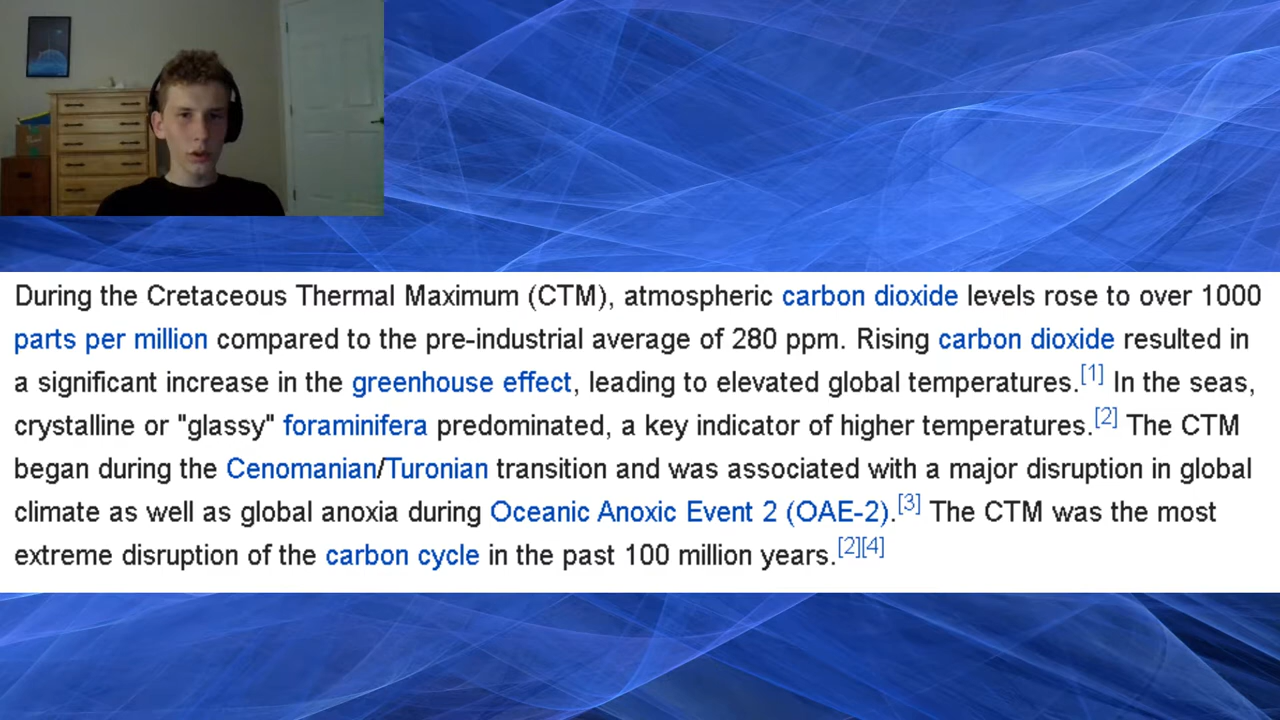 During the Cretaceous Thermal Maximum (CTM), atmospheric carbon dioxide levels rose to over 1000
parts per million compared to the pre-industrial average of 280 ppm. Rising carbon dioxide resulted in
a significant increase in the greenhouse effect, leading to elevated global temperatures.[1] In the seas,
crystalline or "glassy" foraminifera predominated, a key indicator of higher temperatures.[2] The CTM
began during the Cenomanian/Turonian transition and was associated with a major disruption in global
climate as well as global anoxia during Oceanic Anoxic Event 2 (OAE-2).[3] The CTM was the most
extreme disruption of the carbon cycle in the past 100 million years.[2][4]